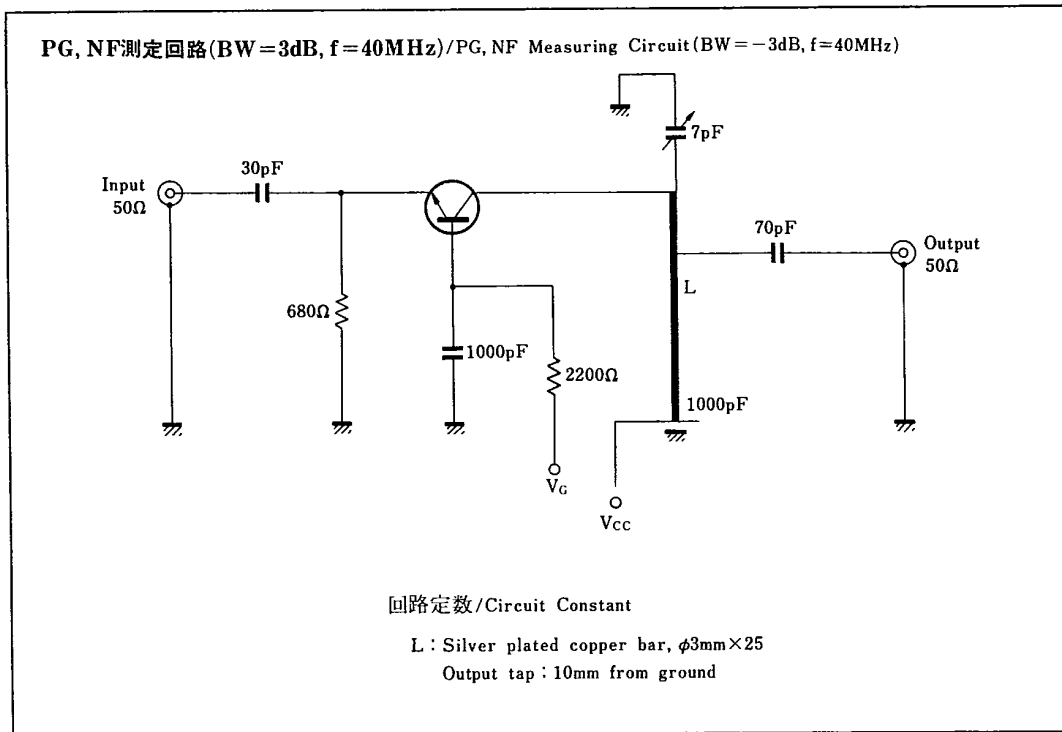 PG, NF測定回路(BW=3dB, f=40MHz)/PG, NF Measuring Circuit(BW=−3dB, f=40MHz)
7pF
30pF
Input
50Ω
70pF
Output
50Ω
L
680Ω
1000pF
2200Ω
1000pF
VG
VCC
回路定数/Circuit Constant
L：Silver plated copper bar, φ3mm×25
Output tap：10mm from ground